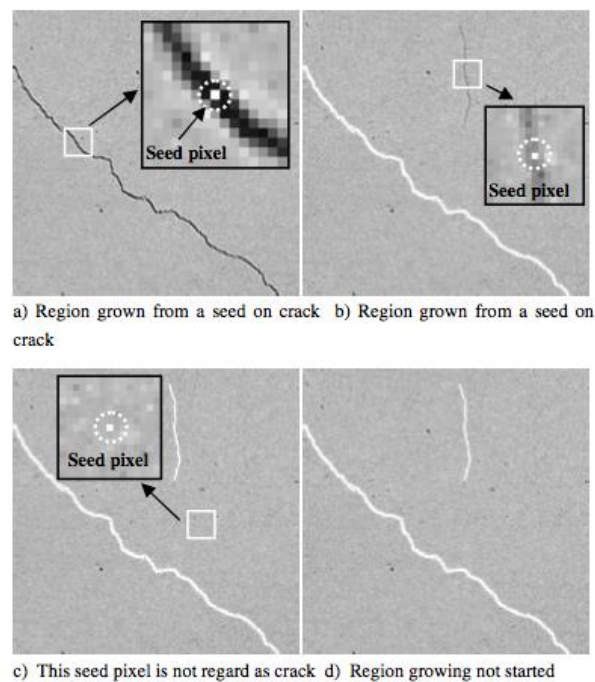 Seed pixel
Seed pixel
a) Region grown from a seed on crack b) Region grown from a seed on
crack
Seed pixel
c) This seed pixel is not regard as crack d) Region growing not started